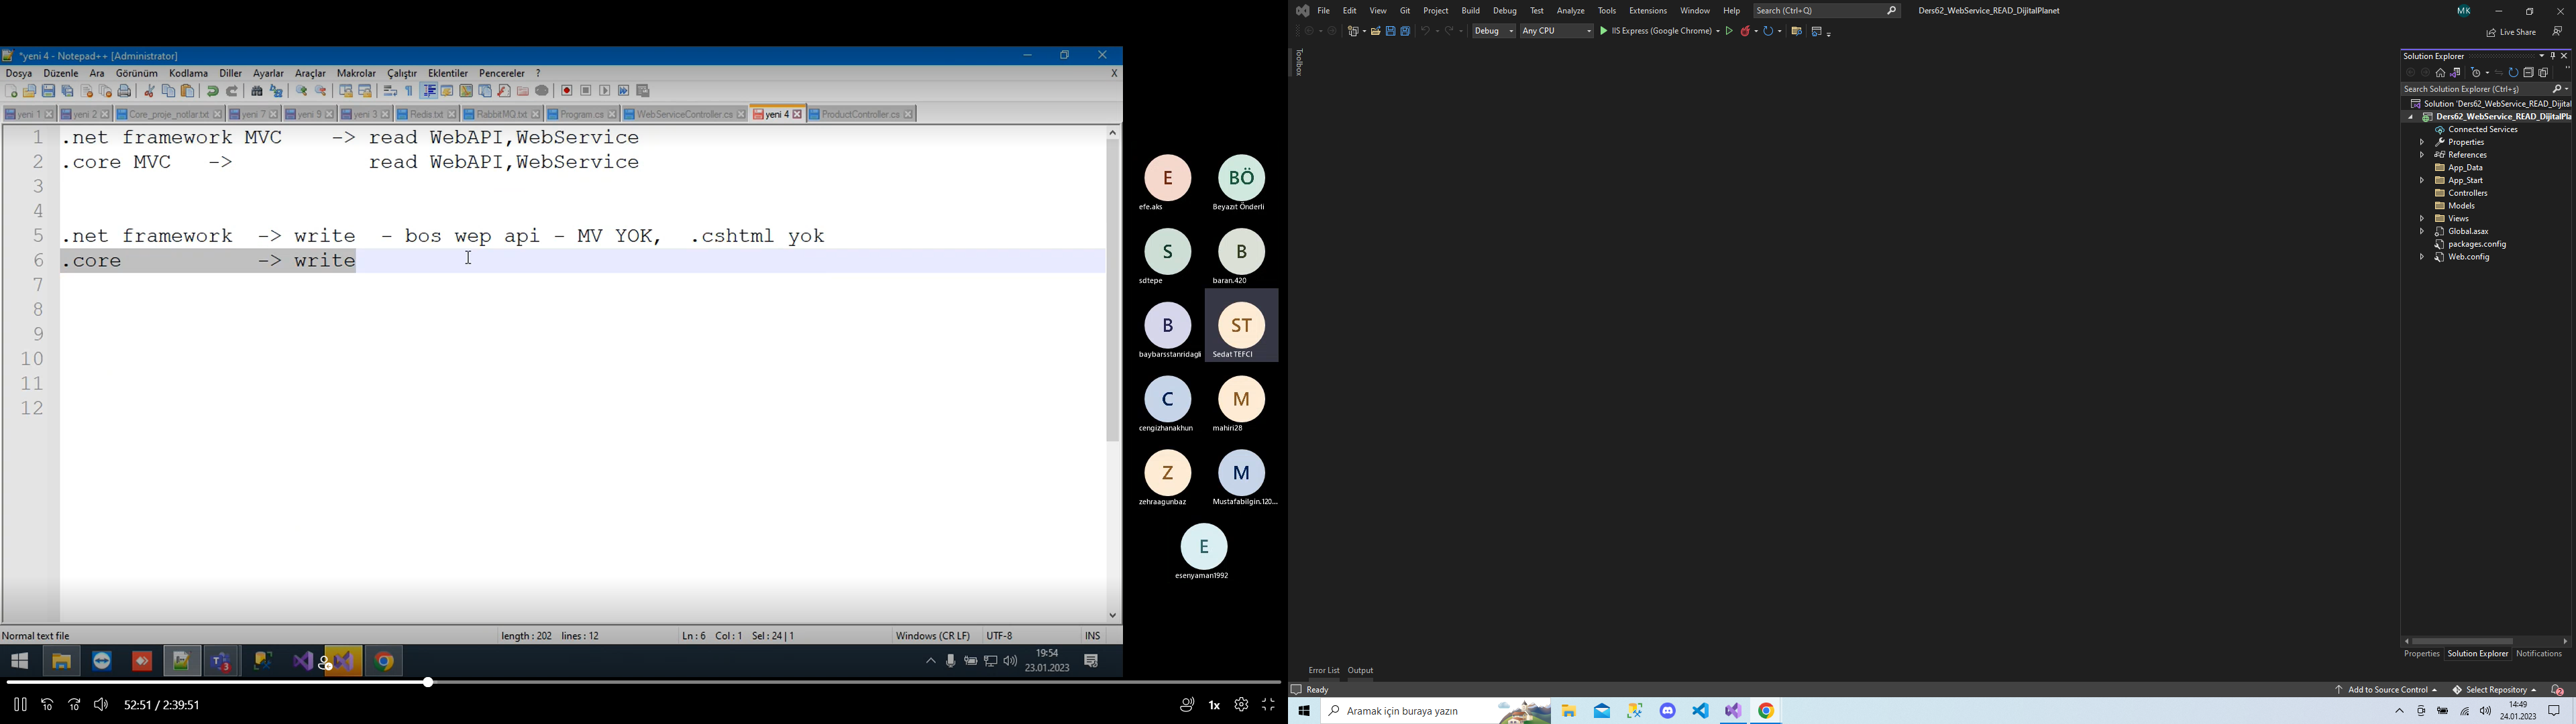 *yeni 4 - Notepad++ [Administrator]
Dosya Düzenle Ara Görünüm Kodlama Diller Ayarlar Araçlar Makrolar Çalıştır Eklentiler Pencereler ? X
yeni 1 yeni 2 Core_proje_notlar.txt yeni 7 yeni 9 yeni 3 Redis.txt RabbitMQ.txt Program.cs WebServiceController.cs yeni 4 ProductController.cs
1 .net framework MVC -> read WebAPI,WebService
2 .core MVC -> read WebAPI,WebService
3
4
5 .net framework -> write - bos wep api - MV YOK, .cshtml yok
6 .core -> write
7
8
9
10
11
12
Normal text file length : 202 lines : 12 Ln : 6 Col : 1 Sel : 24 | 1 Windows (CR LF) UTF-8 INS
19:54
23.01.2023
52:51 / 2:39:51
1x
E BÖ
efe.aks Beyazıt Önderli
S B
sdtepe baran.420
B ST
baybarsstanridagli Sedat TEFCI
C M
cengizhanakhun mahiri28
Z M
zehraagunbaz Mustafabilgin.120...
E
esenyaman1992
File Edit View Git Project Build Debug Test Analyze Tools Extensions Window Help Search (Ctrl+Q) Ders62_WebService_READ_DijitalPlanet MK
Debug Any CPU IIS Express (Google Chrome) Live Share
Toolbox
Solution Explorer
Search Solution Explorer (Ctrl+ş)
Solution 'Ders62_WebService_READ_Dijital
Ders62_WebService_READ_DijitalPla
Connected Services
Properties
References
App_Data
App_Start
Controllers
Models
Views
Global.asax
packages.config
Web.config
Properties Solution Explorer Notifications
Error List Output
Ready Add to Source Control Select Repository 2
Aramak için buraya yazın
14:49
24.01.2023